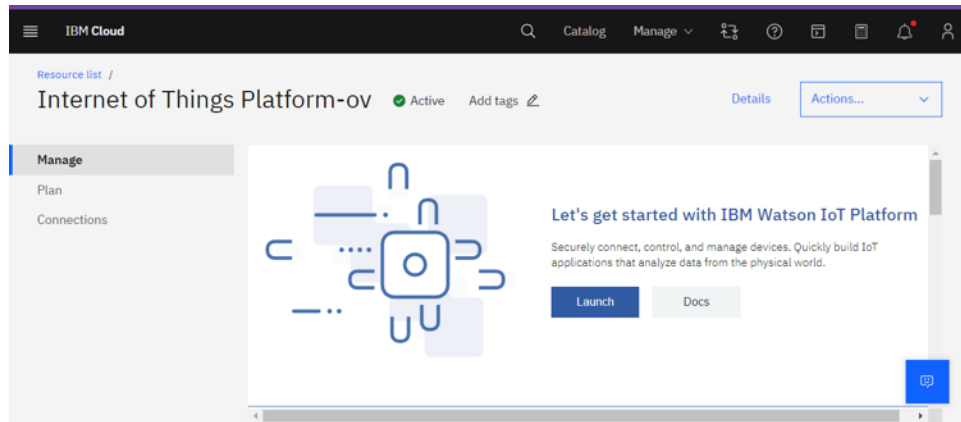 IBM Cloud
Catalog
Manage
Resource list /
Internet of Things Platform-ov
Active
Add tags
Details
Actions...
Manage
Plan
Connections
Let's get started with IBM Watson IoT Platform
Securely connect, control, and manage devices. Quickly build IoT
applications that analyze data from the physical world.
Launch
Docs